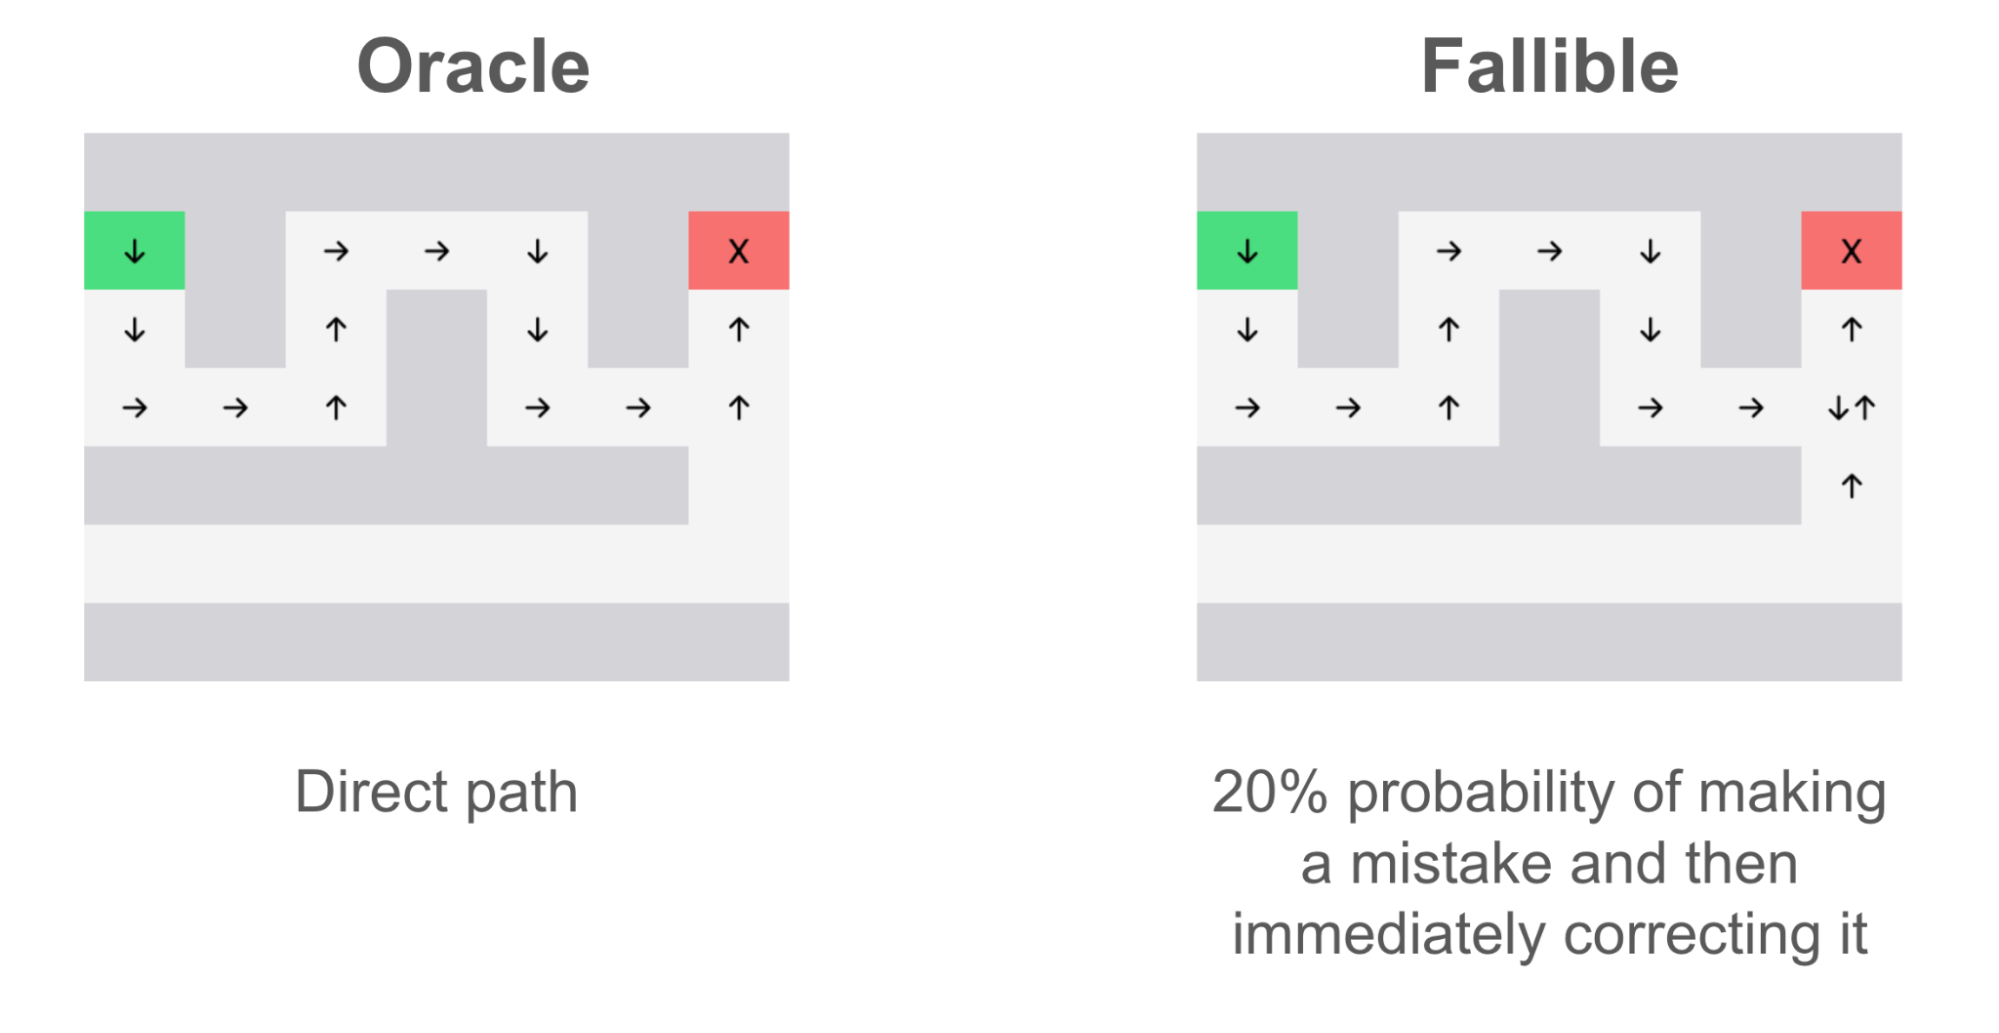 Oracle
Fallible
↓ → → ↓ X
↓ ↑ ↓ ↑
→ → ↑ → → ↑
↓ → → ↓ X
↓ ↑ ↓ ↑
→ → ↑ → → ↓↑
↑
Direct path
20% probability of making
a mistake and then
immediately correcting it